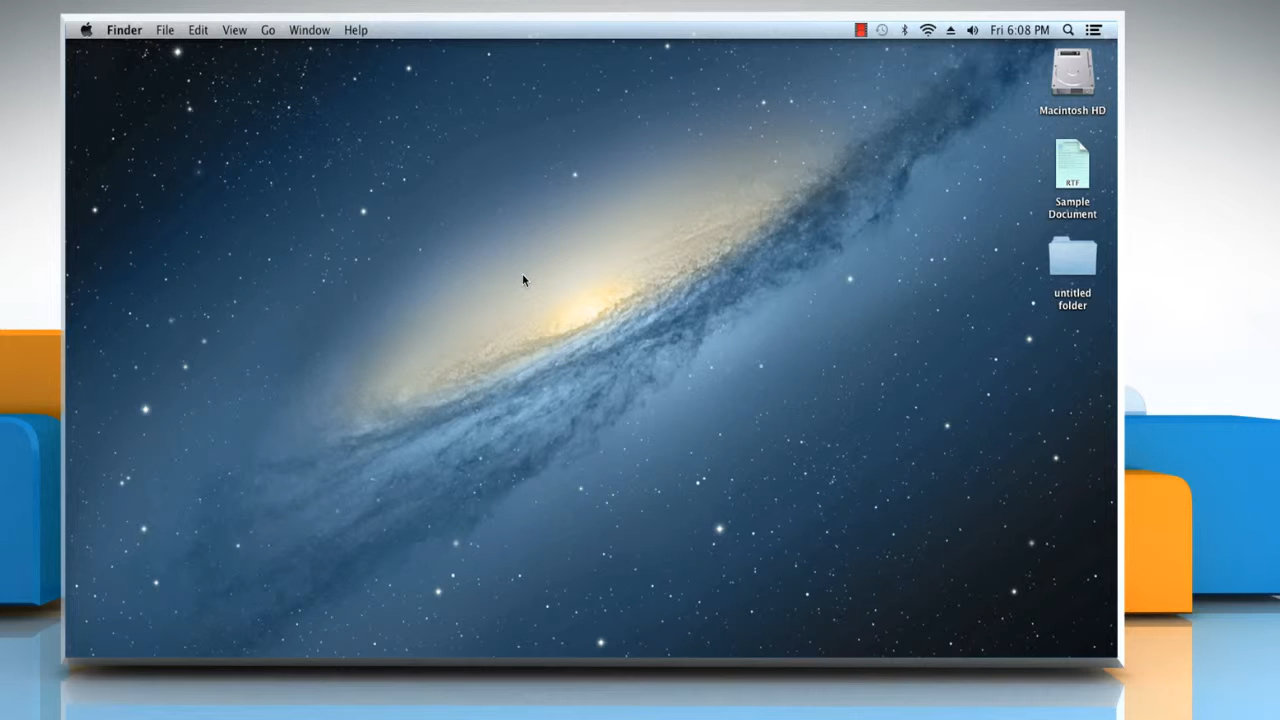 Finder File Edit View Go Window Help Fri 6:08 PM
Macintosh HD
RTF
Sample
Document
untitled
folder